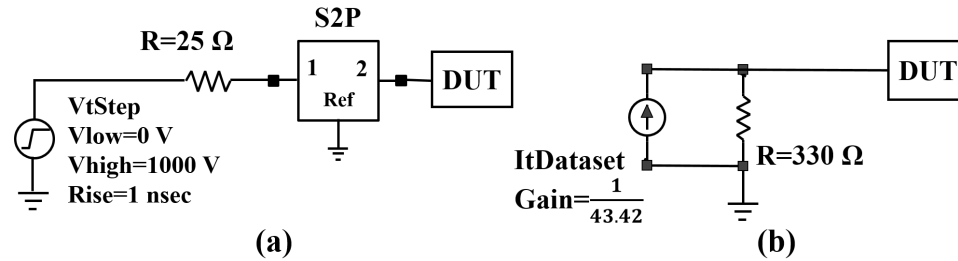 S2P
R=25 Ω
1 2
Ref
DUT
VtStep
Vlow=0 V
Vhigh=1000 V
Rise=1 nsec
(a)
DUT
ItDataset
Gain=1/43.42
R=330 Ω
(b)